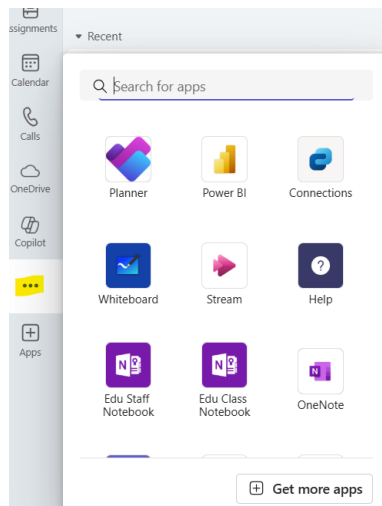 ssignments
Calendar
Calls
OneDrive
Copilot
Apps
Recent
Search for apps
Planner
Power BI
Connections
Whiteboard
Stream
Help
Edu Staff
Notebook
Edu Class
Notebook
OneNote
Get more apps